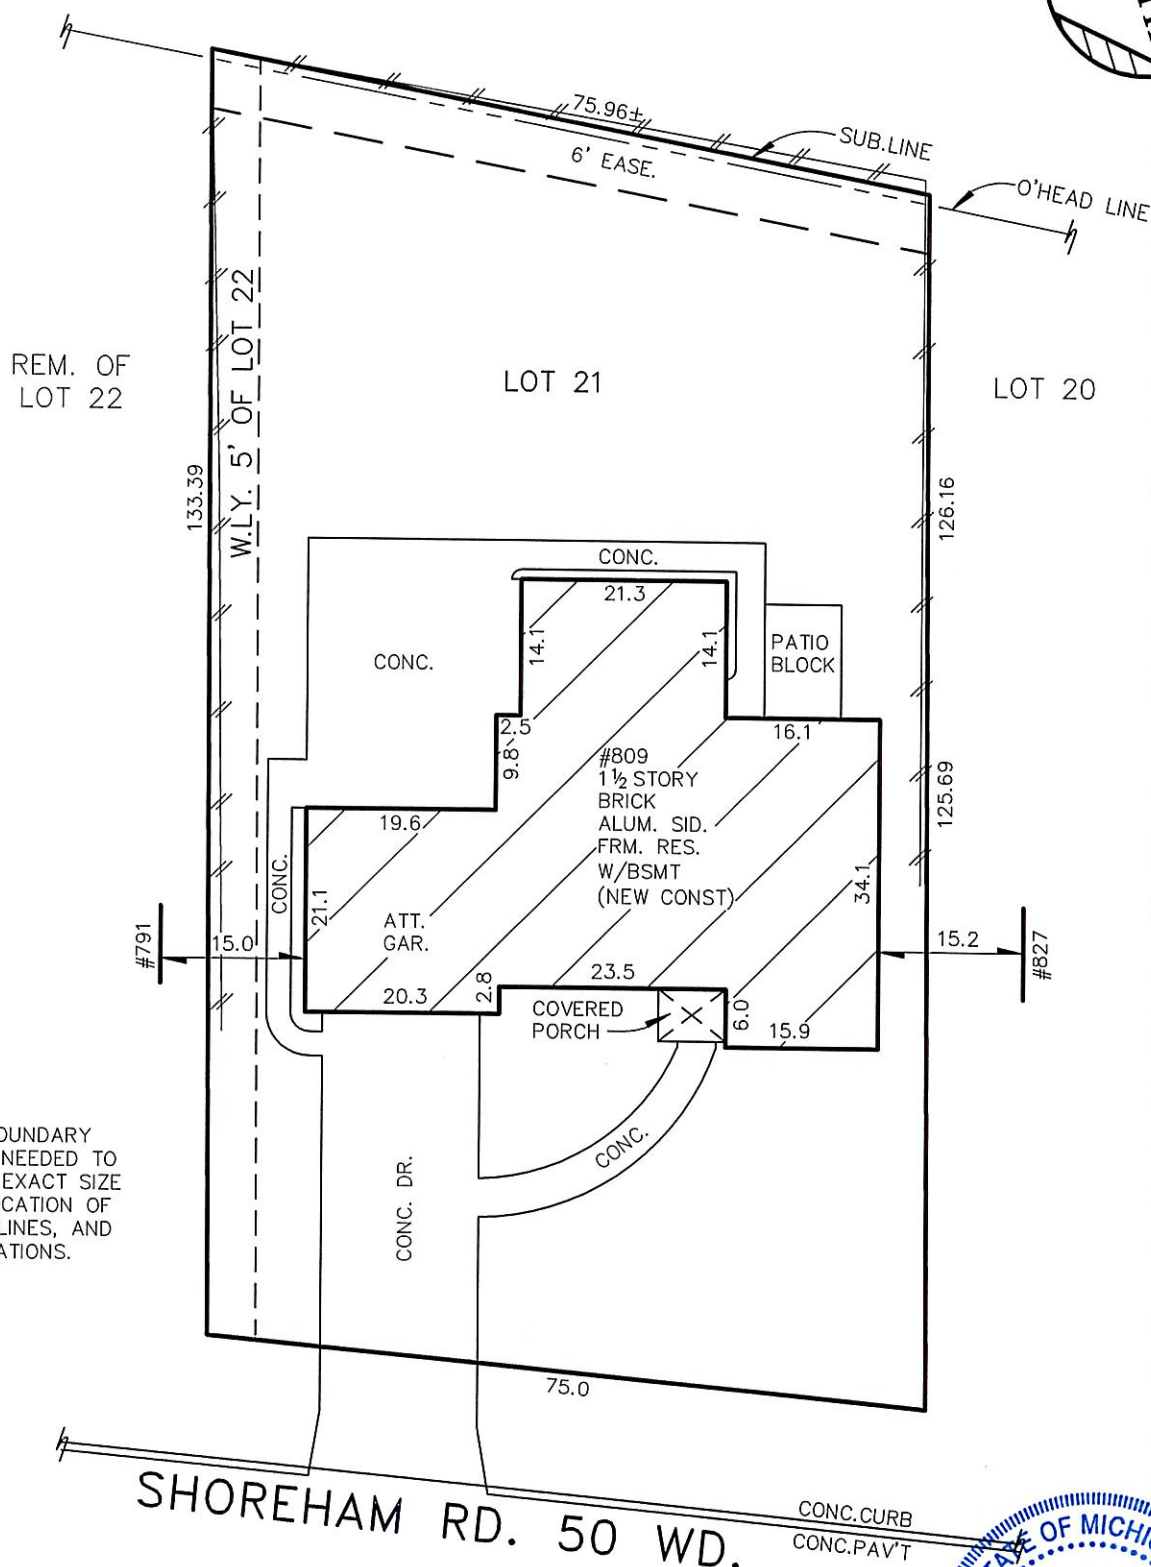 75.96±
SUB.LINE
6' EASE.
O'HEAD LINE
W.LY. 5' OF LOT 22
REM. OF
LOT 22
LOT 21
LOT 20
133.39
126.16
CONC.
21.3
14.1
14.1
CONC.
PATIO
BLOCK
2.5
16.1
9.8
#809
1½ STORY
BRICK
ALUM. SID.
FRM. RES.
W/BSMT
(NEW CONST)
125.69
19.6
CONC.
21.1
34.1
ATT.
GAR.
#791
15.0
15.2
#827
23.5
2.8
20.3
COVERED
PORCH
6.0
15.9
CONC.
CONC. DR.
OUNDARY
NEEDED TO
EXACT SIZE
CATION OF
LINES, AND
ATIONS.
75.0
SHOREHAM RD. 50 WD.
CONC.CURB
CONC.PAV'T
OF MICHI